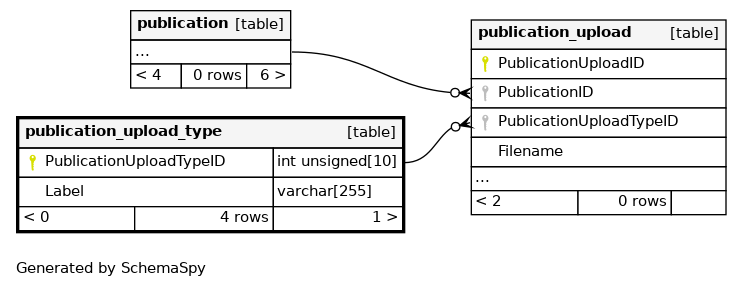 publication [table]
...
< 4 0 rows 6 >
publication_upload [table]
PublicationUploadID
PublicationID
PublicationUploadTypeID
Filename
...
< 2 0 rows
publication_upload_type [table]
PublicationUploadTypeID int unsigned[10]
Label varchar[255]
< 0 4 rows 1 >
Generated by SchemaSpy